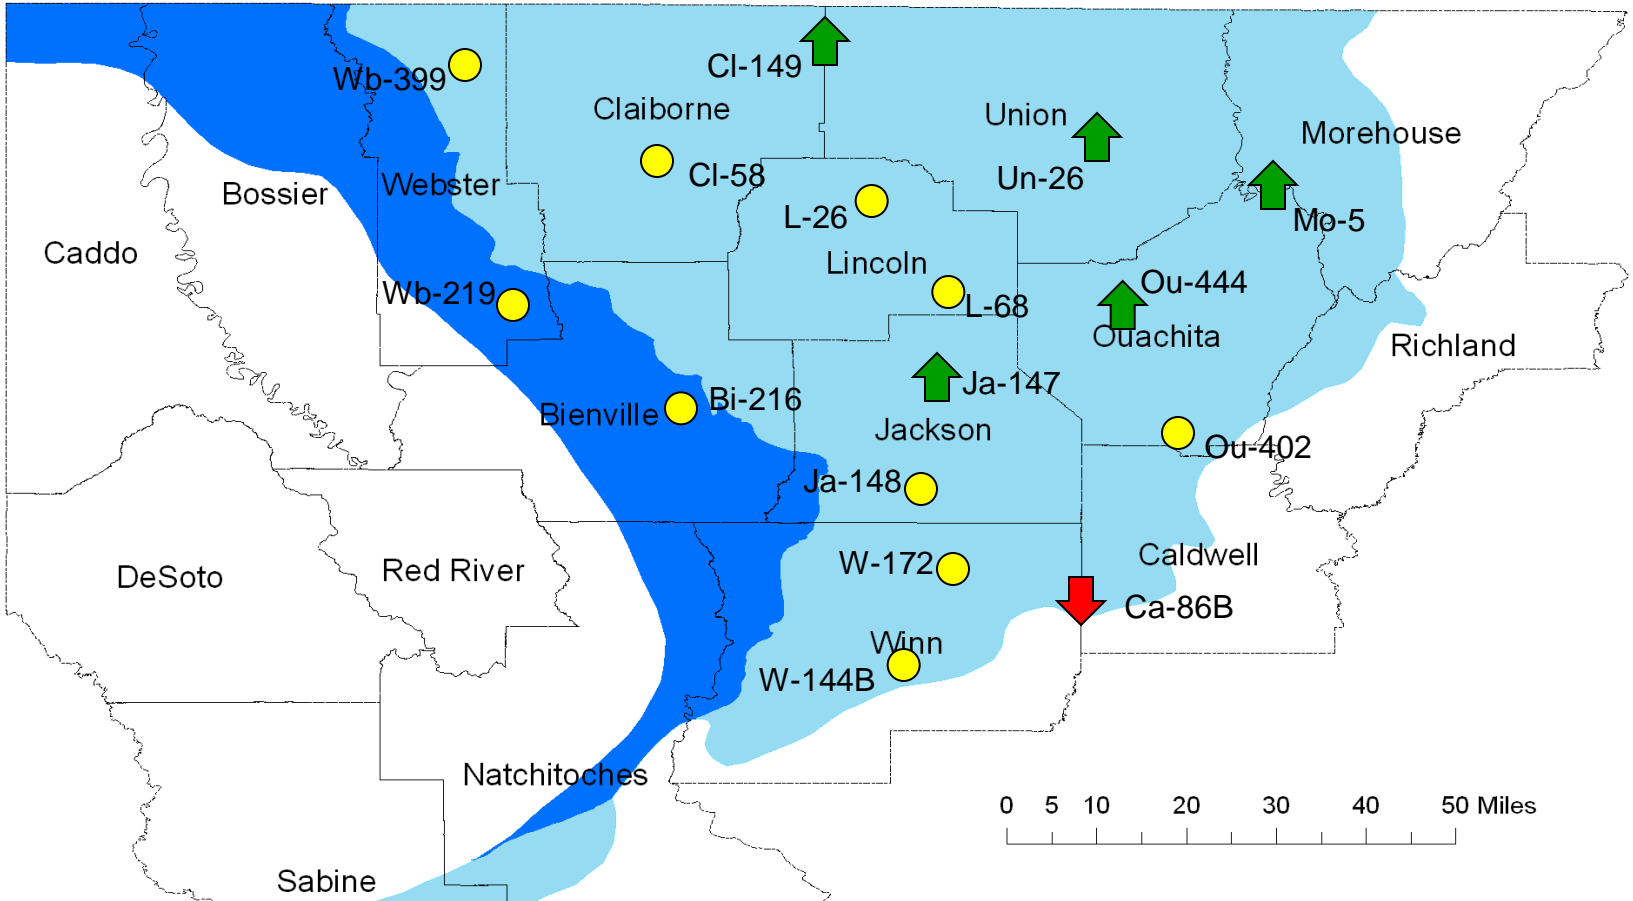 Cl-149
Wb-399
Claiborne
Union
Morehouse
Cl-58
Un-26
Webster
Bossier
L-26
Mo-5
Caddo
Lincoln
Ou-444
Wb-219
L-68
Ouachita
Richland
Ja-147
Bi-216
Bienville
Jackson
Ou-402
Ja-148
Caldwell
W-172
Red River
DeSoto
Ca-86B
Winn
W-144B
Natchitoches
0 5 10 20 30 40 50 Miles
Sabine